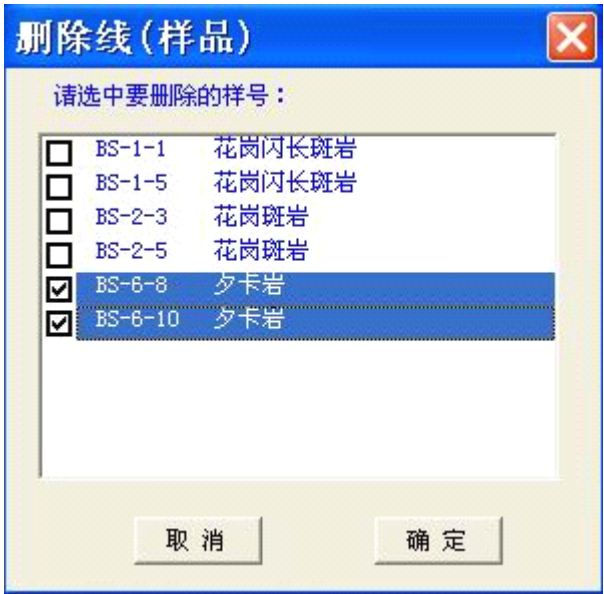 删除线(样品)
请选中要删除的样号：
BS-1-1 花岗闪长斑岩
BS-1-5 花岗闪长斑岩
BS-2-3 花岗斑岩
BS-2-5 花岗斑岩
BS-6-8 夕卡岩
BS-6-10 夕卡岩
取 消 确 定